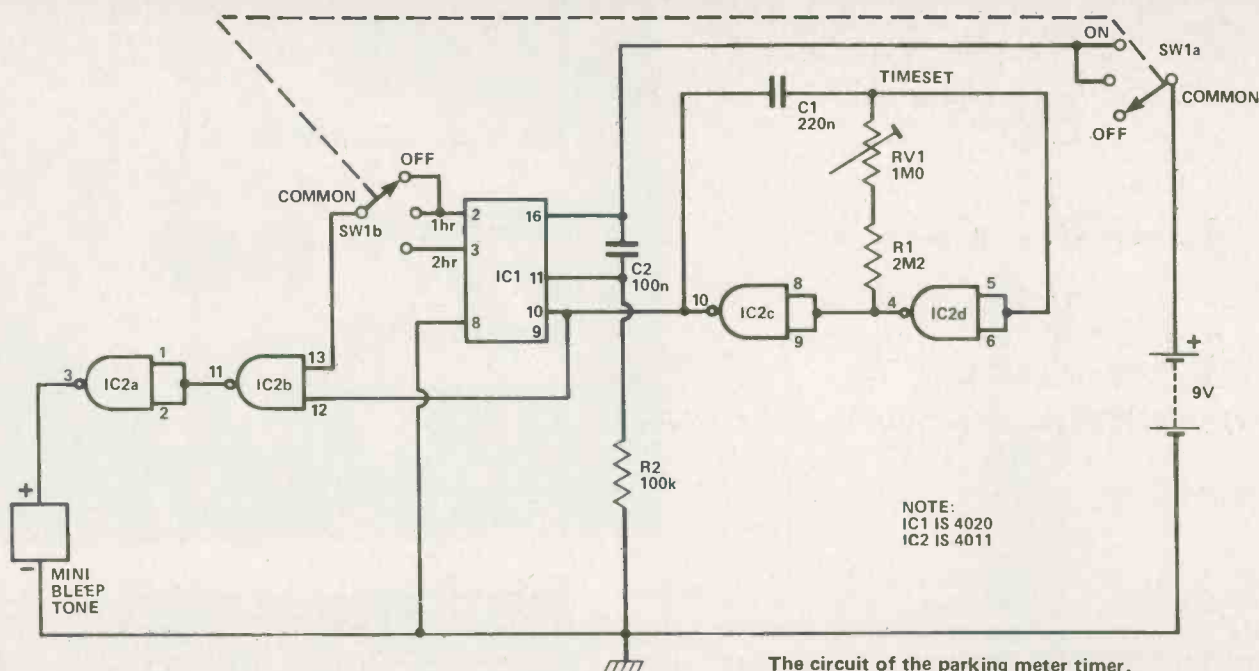 ON
SW1a
COMMON
OFF
TIMESET
C1
220n
RV1
1M0
R1
2M2
OFF
COMMON
SW1b
1hr
2hr
2
3
8
IC1
16
11
10
9
C2
100n
10
IC2c
8
9
4
IC2d
5
6
+
9V
3
IC2a
1
2
11
IC2b
13
12
R2
100k
NOTE:
IC1 IS 4020
IC2 IS 4011
+
−
MINI
BLEEP
TONE
The circuit of the parking meter timer.